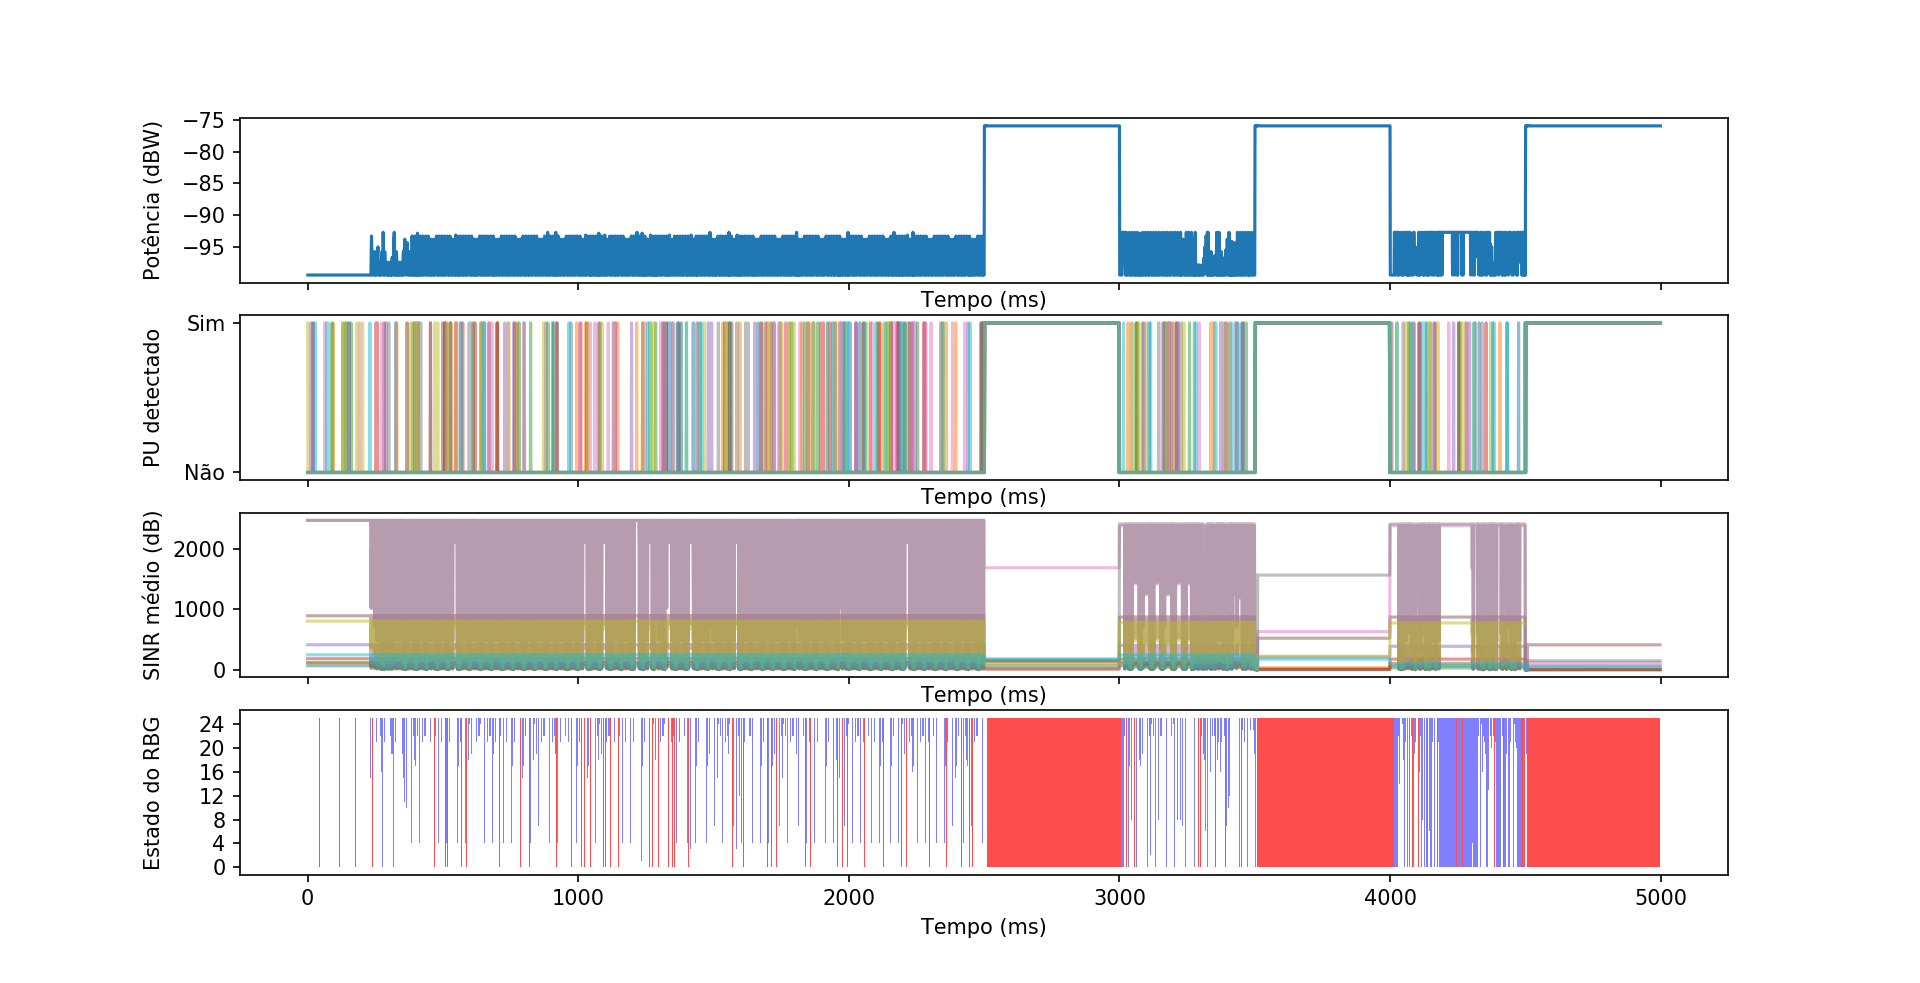 Potência (dBW)
−75
−80
−85
−90
−95
Tempo (ms)
PU detectado
Sim
Não
Tempo (ms)
SINR médio (dB)
2000
1000
0
Tempo (ms)
Estado do RBG
24
20
16
12
8
4
0
0 1000 2000 3000 4000 5000
Tempo (ms)